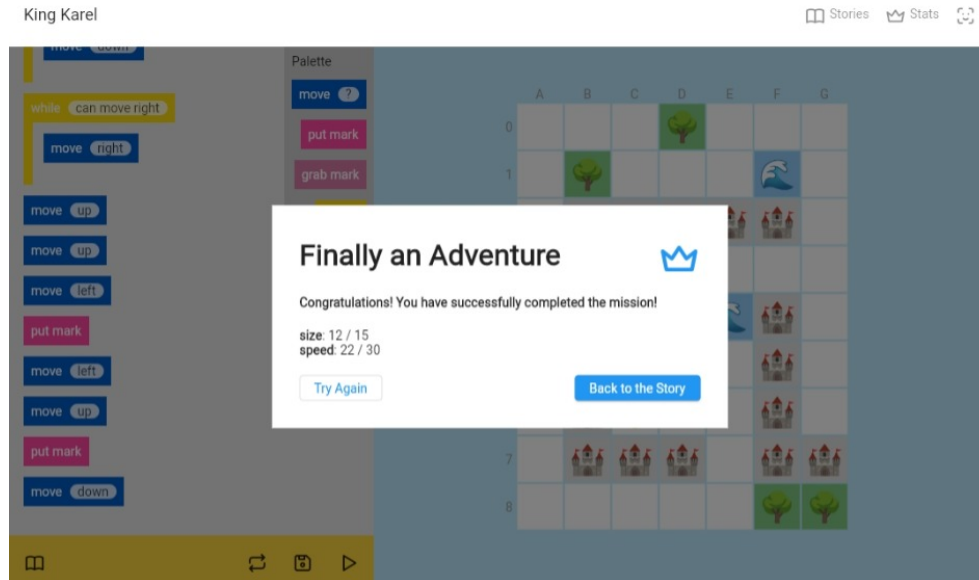 King Karel
Stories
Stats
move down
while can move right
move right
move up
move up
move left
put mark
move left
move up
put mark
move down
Palette
move ?
put mark
grab mark
A B C D E F G
0
1
Finally an Adventure
Congratulations! You have successfully completed the mission!
size: 12 / 15
speed: 22 / 30
Try Again
Back to the Story
7
8